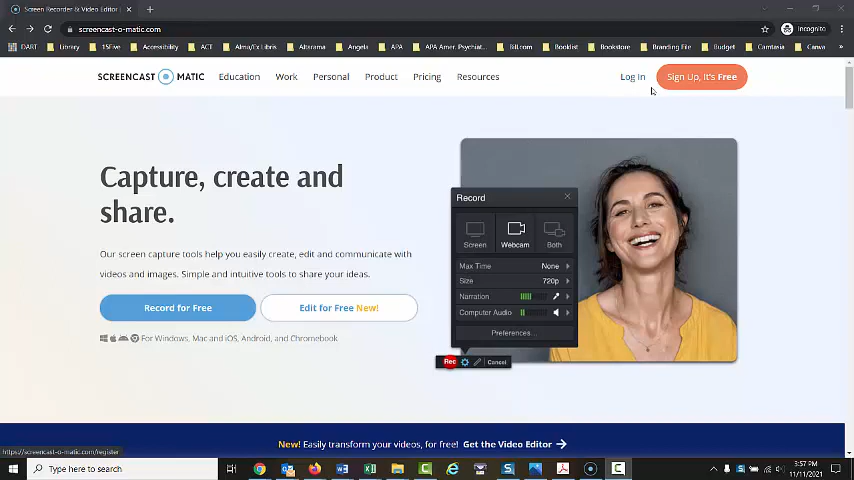 Screen Recorder & Video Editor |
screencast-o-matic.com
Incognito
DART Library 15Five Accessibility ACT Alma/Ex Libris Altarama Angela APA APA Amer. Psychiat... Bill.com Booklist Bookstore Branding File Budget Camtasia Canva »
SCREENCAST O MATIC Education Work Personal Product Pricing Resources Log In Sign Up, It's Free
Capture, create and
share.
Our screen capture tools help you easily create, edit and communicate with
videos and images. Simple and intuitive tools to share your ideas.
Record for Free Edit for Free New!
For Windows, Mac and iOS, Android, and Chromebook
Record
Screen Webcam Both
Max Time None
Size 720p
Narration
Computer Audio
Preferences...
Rec Cancel
New! Easily transform your videos, for free! Get the Video Editor →
https://screencast-o-matic.com/register
Type here to search
3:57 PM
11/11/2021